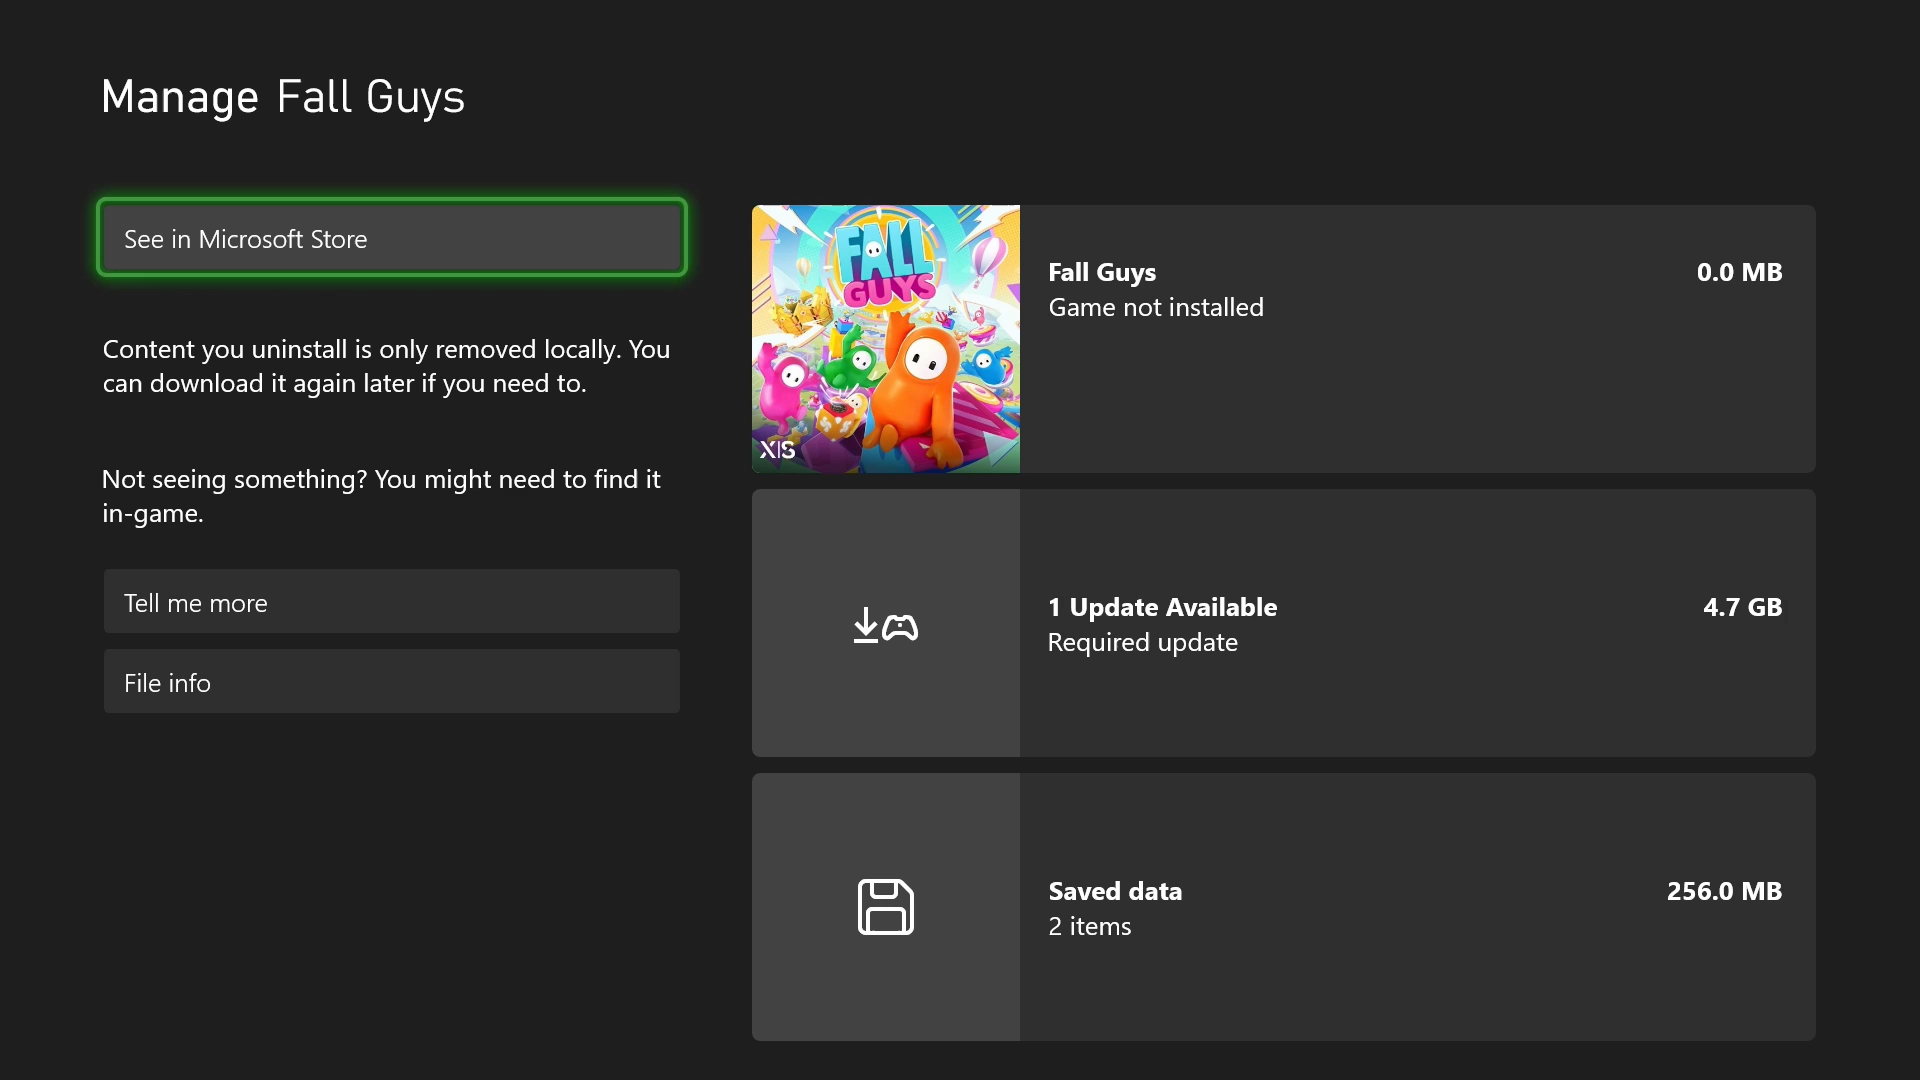 Manage Fall Guys
See in Microsoft Store
Content you uninstall is only removed locally. You
can download it again later if you need to.
Not seeing something? You might need to find it
in-game.
Tell me more
File info
FALL
GUYS
X|S
Fall Guys
0.0 MB
Game not installed
1 Update Available
4.7 GB
Required update
Saved data
256.0 MB
2 items